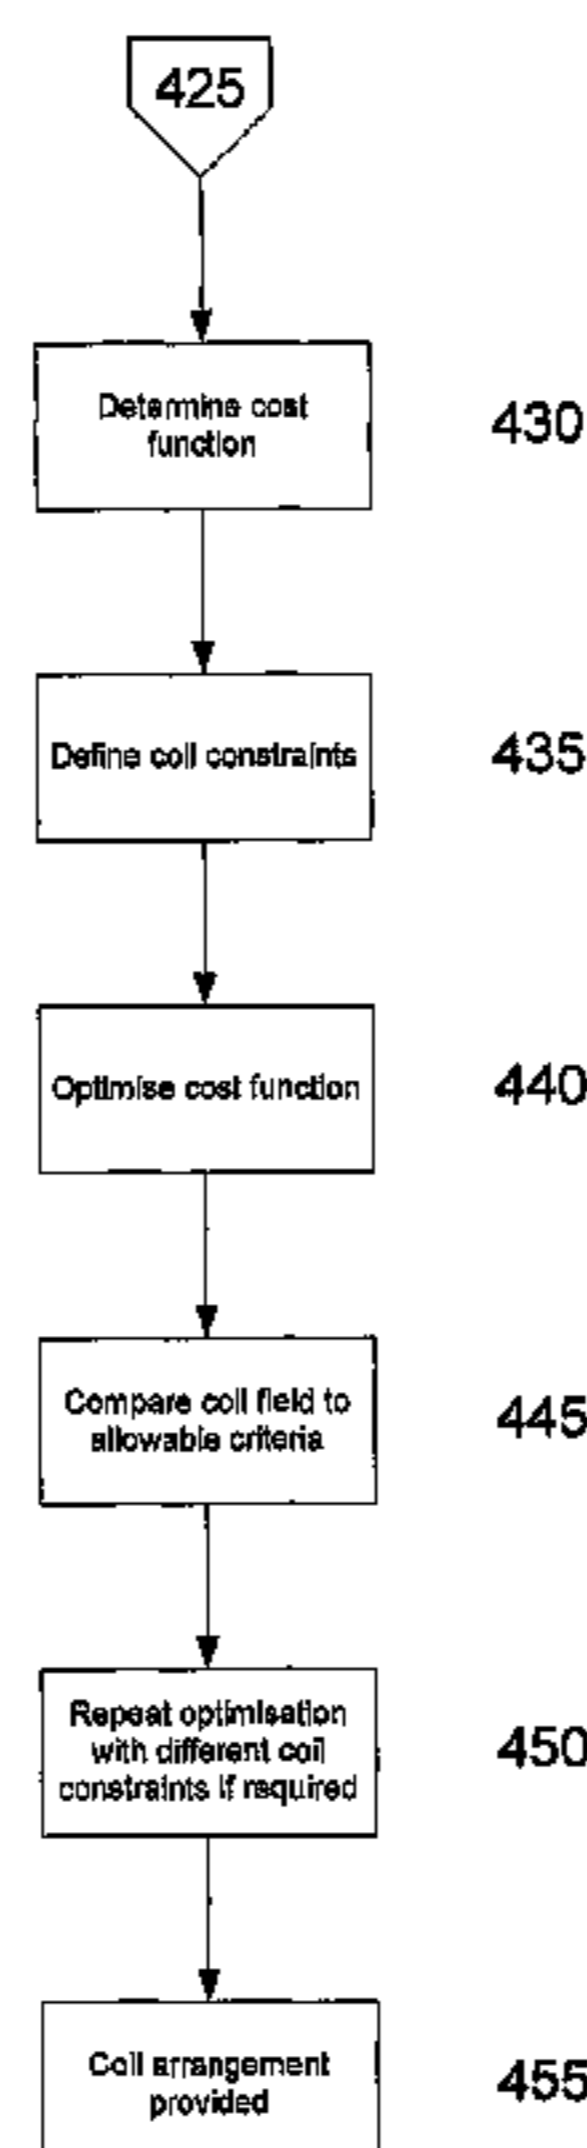 425
Determine cost
function
430
Define coil constraints
435
Optimise cost function
440
Compare coil field to
allowable criteria
445
Repeat optimisation
with different coil
constraints if required
450
Coil arrangement
provided
455